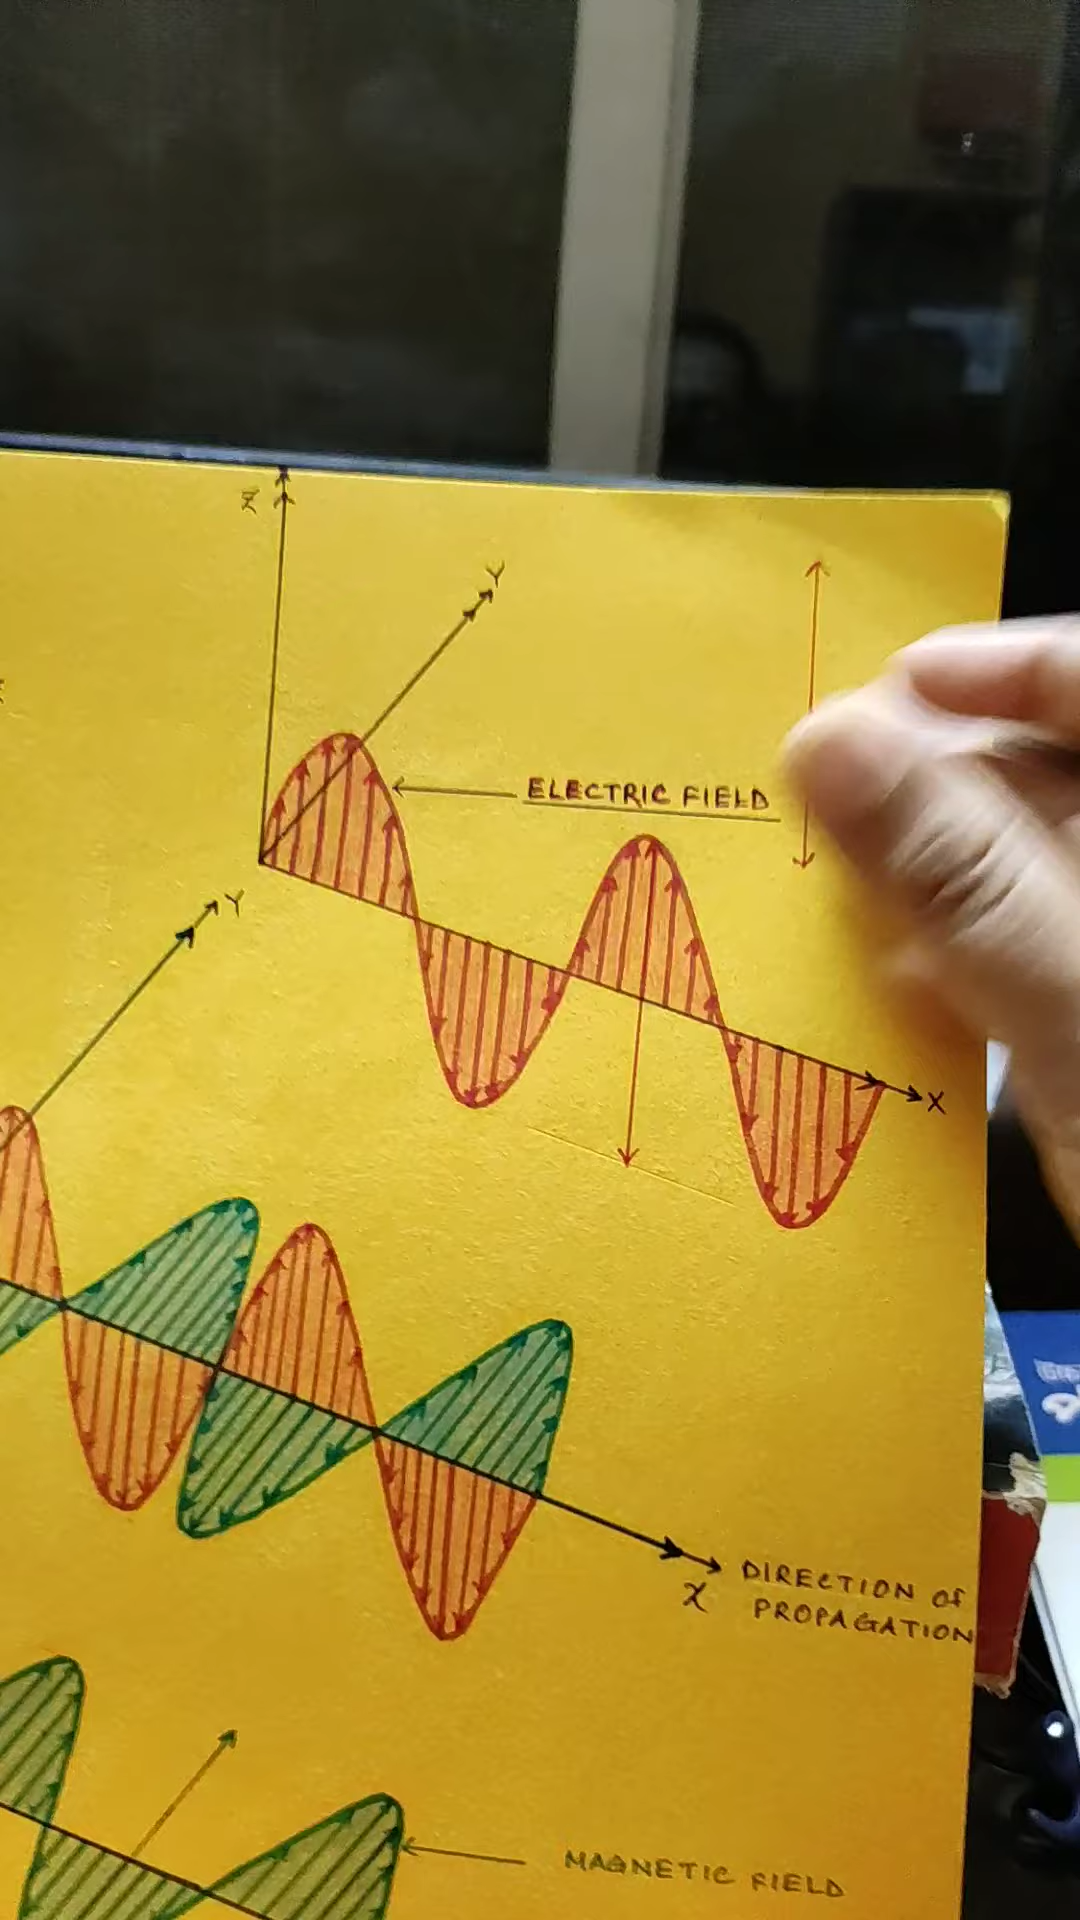 Z
Y
ELECTRIC FIELD
Y
X
X
DIRECTION Of
PROPAGATION
MAGNETIC FIELD